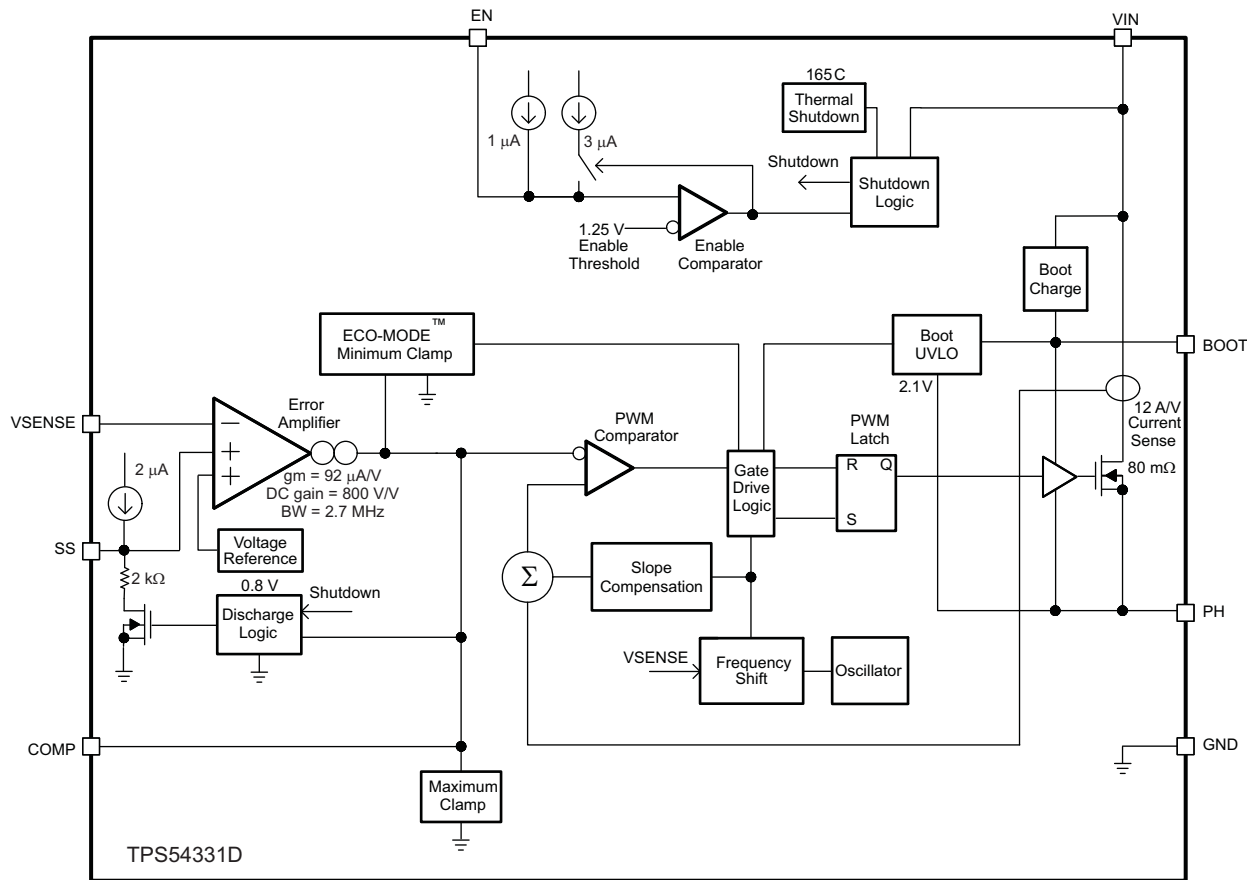 EN
VIN
165C
Thermal
Shutdown
1 μA
3 μA
Shutdown
Shutdown
Logic
1.25 V
Enable
Threshold
Enable
Comparator
Boot
Charge
ECO-MODE™
Minimum Clamp
Boot
UVLO
BOOT
2.1V
VSENSE
Error
Amplifier
PWM
Comparator
PWM
Latch
12 A/V
Current
Sense
80 mΩ
−
+
+
gm = 92 μA/V
DC gain = 800 V/V
BW = 2.7 MHz
Gate
Drive
Logic
R Q
S
2 μA
SS
Voltage
Reference
2 kΩ
0.8 V
Shutdown
Discharge
Logic
Σ
Slope
Compensation
PH
VSENSE
Frequency
Shift
Oscillator
COMP
GND
Maximum
Clamp
TPS54331D